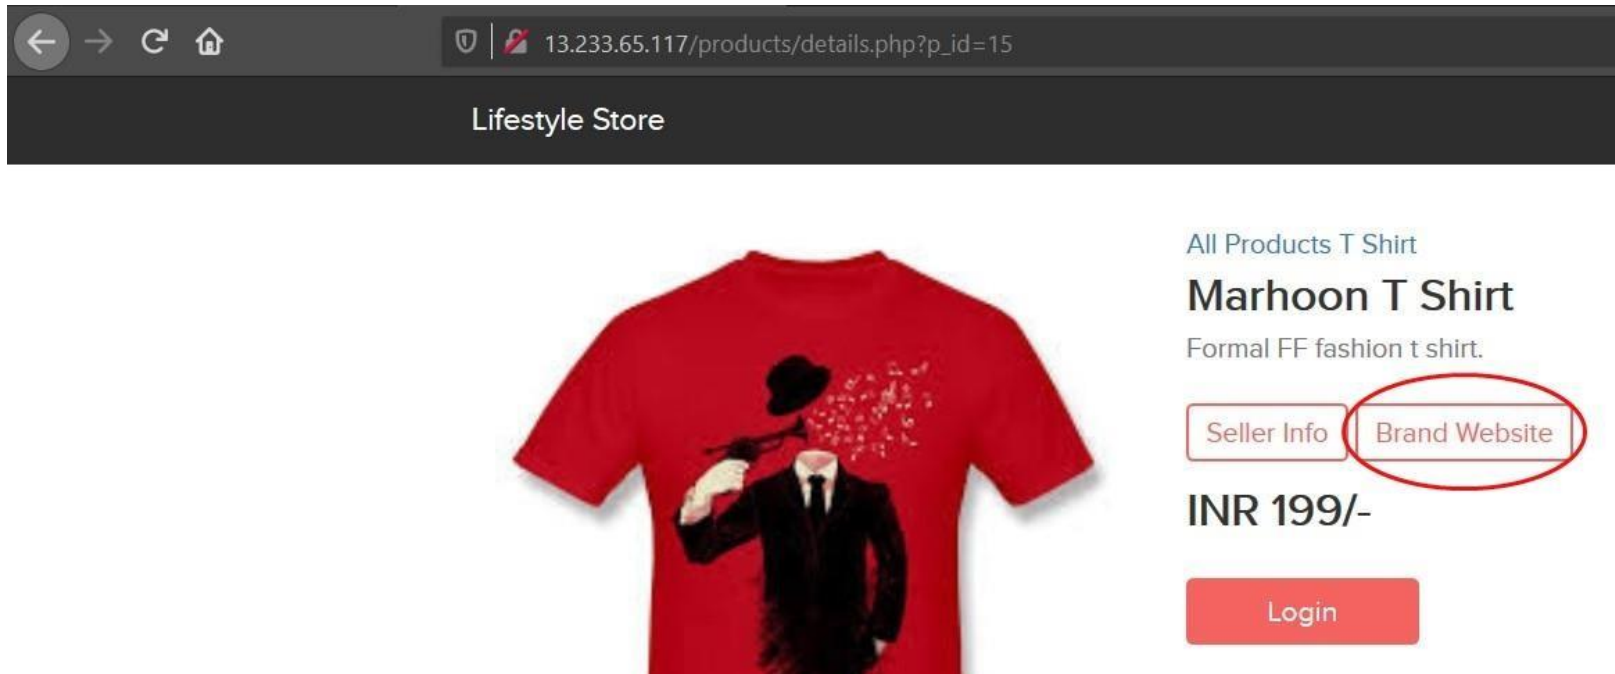 13.233.65.117/products/details.php?p_id=15
Lifestyle Store
All Products T Shirt
Marhoon T Shirt
Formal FF fashion t shirt.
Seller Info Brand Website
INR 199/-
Login